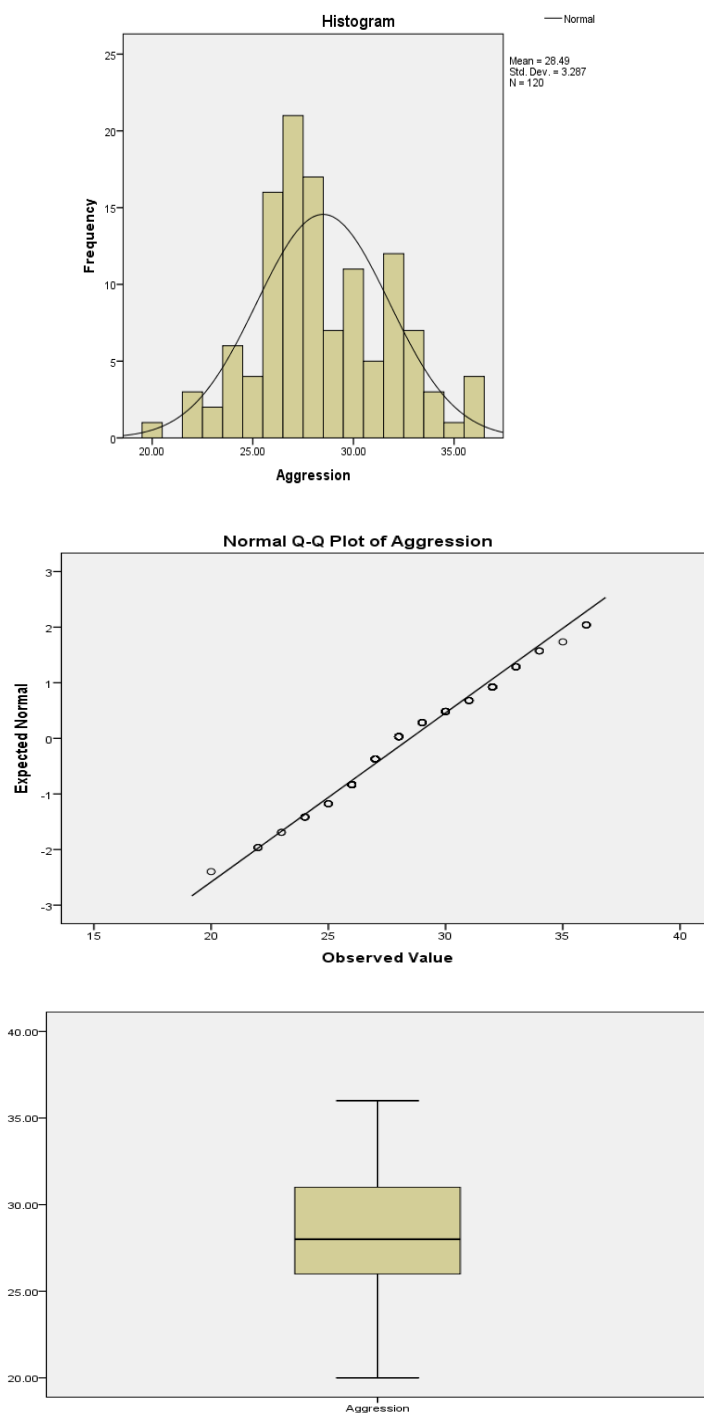 Histogram
Normal
Mean = 28.49
Std. Dev. = 3.287
N = 120
25
20
15
10
5
0
Frequency
20.00 25.00 30.00 35.00
Aggression
Normal Q-Q Plot of Aggression
3
2
1
0
-1
-2
-3
Expected Normal
15 20 25 30 35 40
Observed Value
40.00
35.00
30.00
25.00
20.00
Aggression